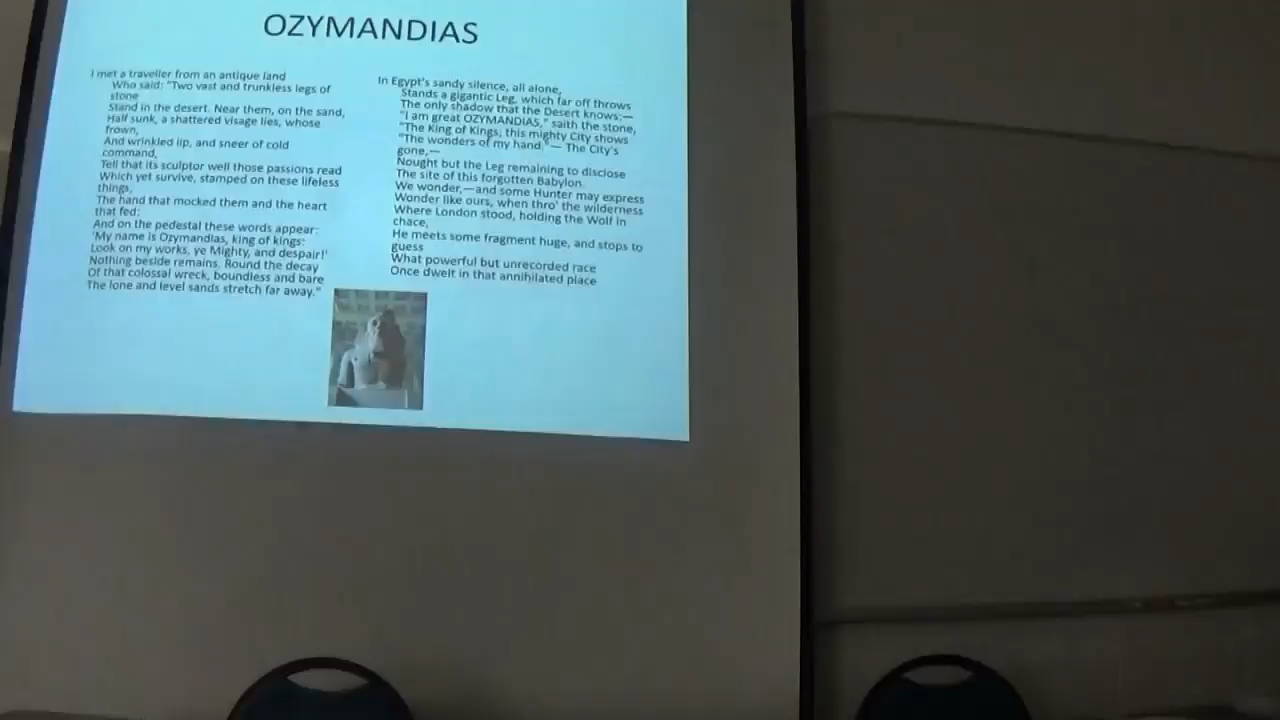 OZYMANDIAS
I met a traveller from an antique land
Who said: "Two vast and trunkless legs of
stone
Stand in the desert. Near them, on the sand,
Half sunk, a shattered visage lies, whose
frown,
And wrinkled lip, and sneer of cold
command,
Tell that its sculptor well those passions read
Which yet survive, stamped on these lifeless
things,
The hand that mocked them and the heart
that fed:
And on the pedestal these words appear:
'My name is Ozymandias, king of kings:
Look on my works, ye Mighty, and despair!'
Nothing beside remains. Round the decay
Of that colossal wreck, boundless and bare
The lone and level sands stretch far away."
In Egypt's sandy silence, all alone,
Stands a gigantic Leg, which far off throws
The only shadow that the Desert knows:—
"I am great OZYMANDIAS," saith the stone,
"The King of Kings; this mighty City shows
"The wonders of my hand."— The City's
gone,—
Nought but the Leg remaining to disclose
The site of this forgotten Babylon.
We wonder,—and some Hunter may express
Wonder like ours, when thro' the wilderness
Where London stood, holding the Wolf in
chace,
He meets some fragment huge, and stops to
guess
What powerful but unrecorded race
Once dwelt in that annihilated place